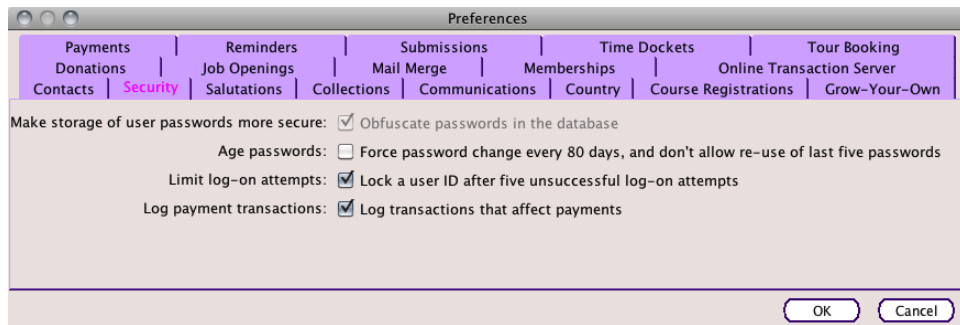 Preferences
Payments Reminders Submissions Time Dockets Tour Booking
Donations Job Openings Mail Merge Memberships Online Transaction Server
Contacts Security Salutations Collections Communications Country Course Registrations Grow-Your-Own
Make storage of user passwords more secure: Obfuscate passwords in the database
Age passwords: Force password change every 80 days, and don't allow re-use of last five passwords
Limit log-on attempts: Lock a user ID after five unsuccessful log-on attempts
Log payment transactions: Log transactions that affect payments
OK Cancel